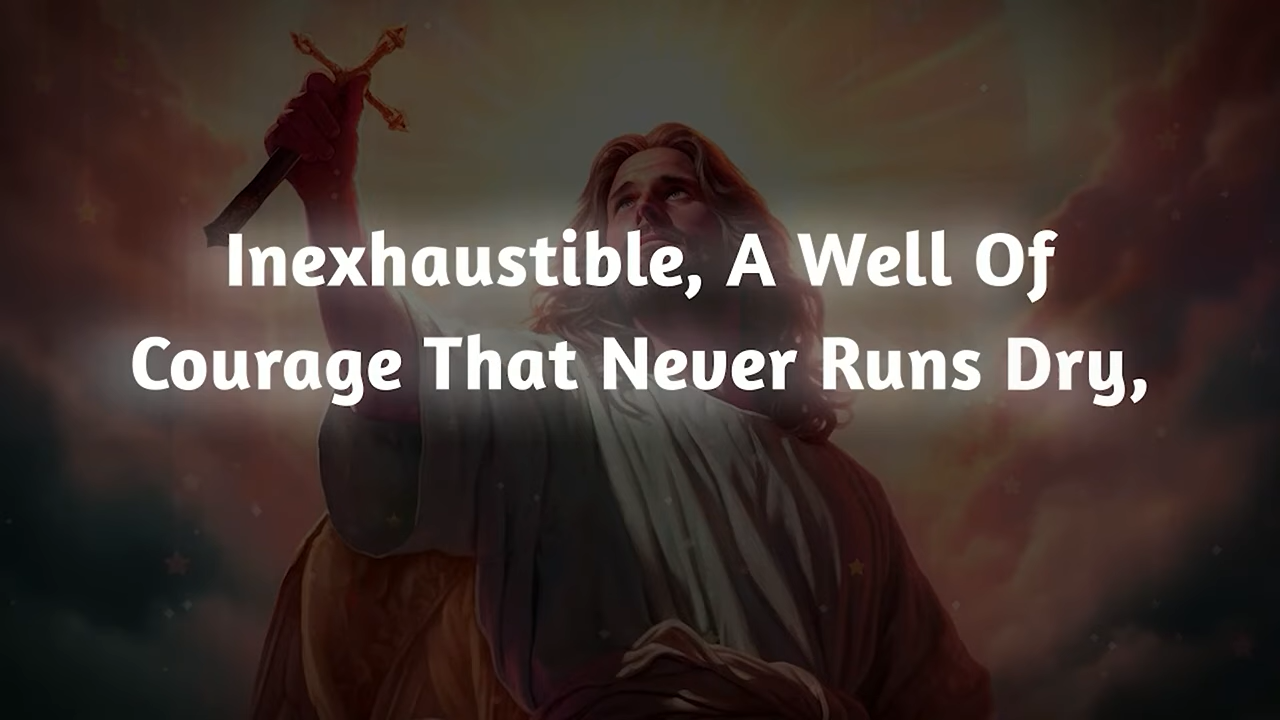 Inexhaustible, A Well Of
Courage That Never Runs Dry,